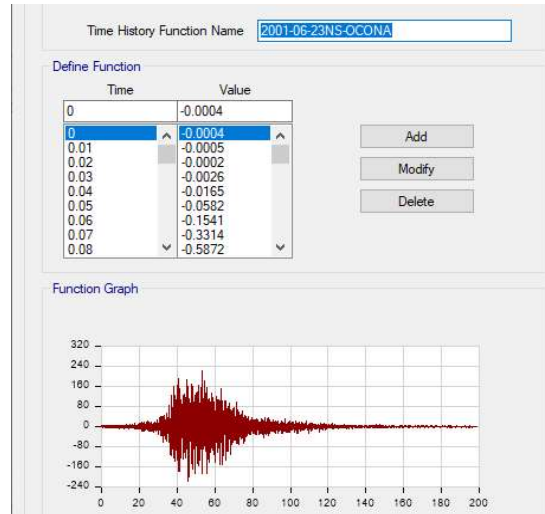 Time History Function Name 2001-06-23NS-OCONA
Define Function
Time Value
0 -0.0004
0 -0.0004
0.01 -0.0005
0.02 -0.0002
0.03 -0.0026
0.04 -0.0165
0.05 -0.0582
0.06 -0.1541
0.07 -0.3314
0.08 -0.5872
Add
Modify
Delete
Function Graph
320
240
160
80
0
-80
-160
-240
0 20 40 60 80 100 120 140 160 180 200